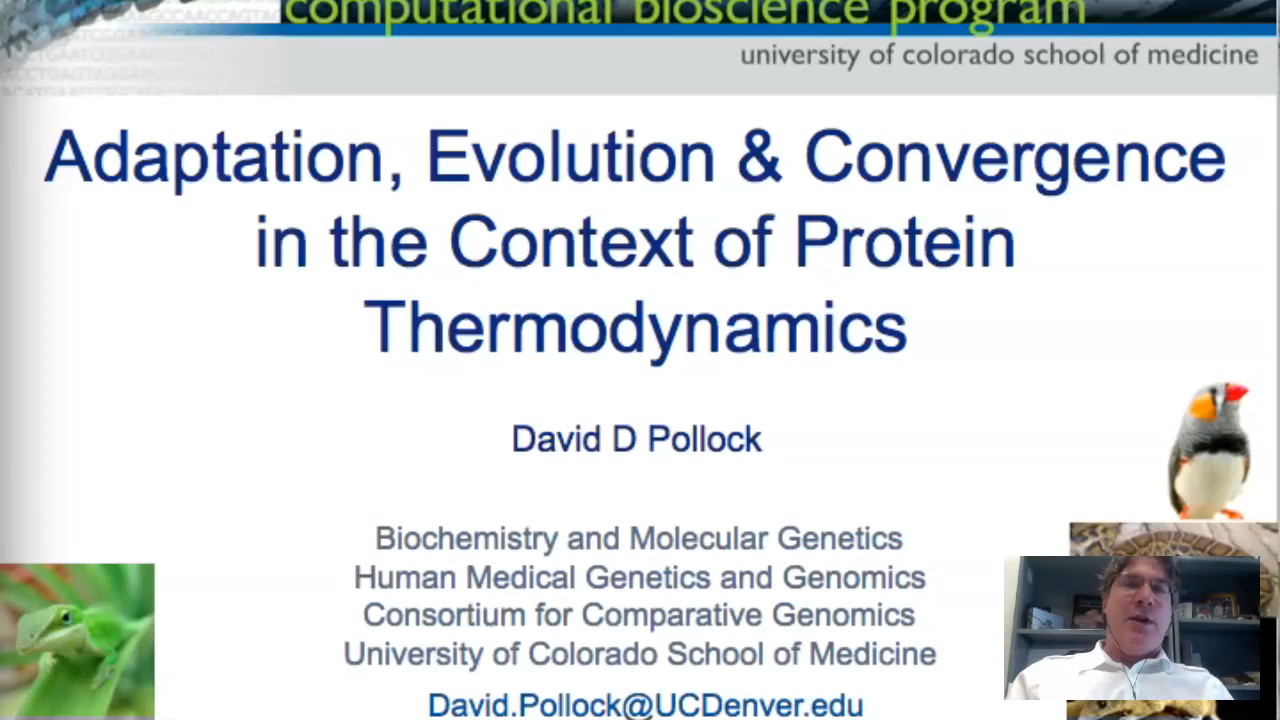 computational bioscience program
university of colorado school of medicine
Adaptation, Evolution & Convergence
in the Context of Protein
Thermodynamics
David D Pollock
Biochemistry and Molecular Genetics
Human Medical Genetics and Genomics
Consortium for Comparative Genomics
University of Colorado School of Medicine
David.Pollock@UCDenver.edu